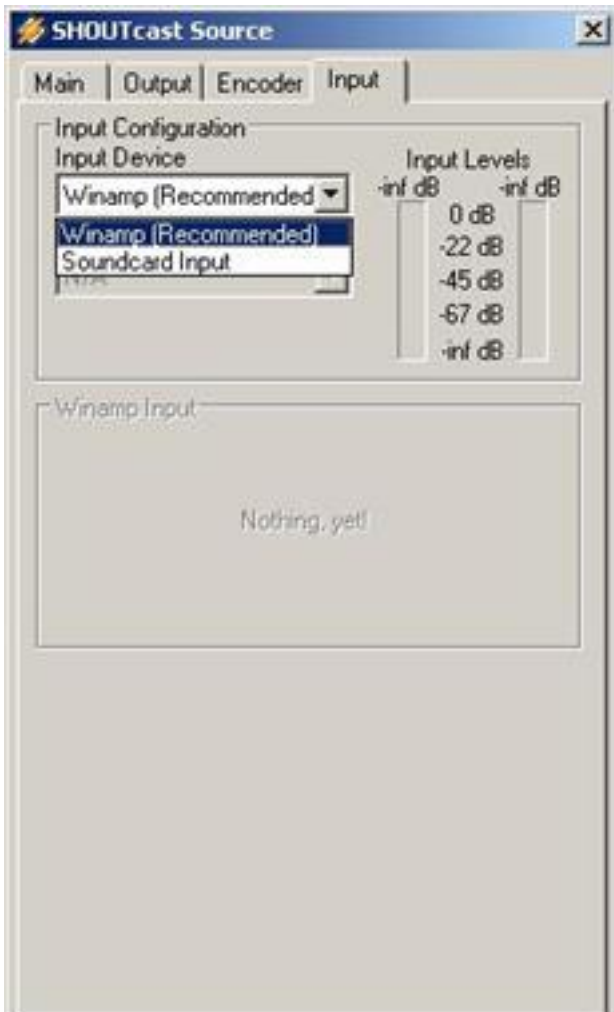 SHOUTcast Source
Main Output Encoder Input
Input Configuration
Input Device
Input Levels
Winamp (Recommended
-inf dB -inf dB
0 dB
Winamp (Recommended)
-22 dB
Soundcard Input
-45 dB
N/A
-67 dB
-inf dB
Winamp Input
Nothing, yet!